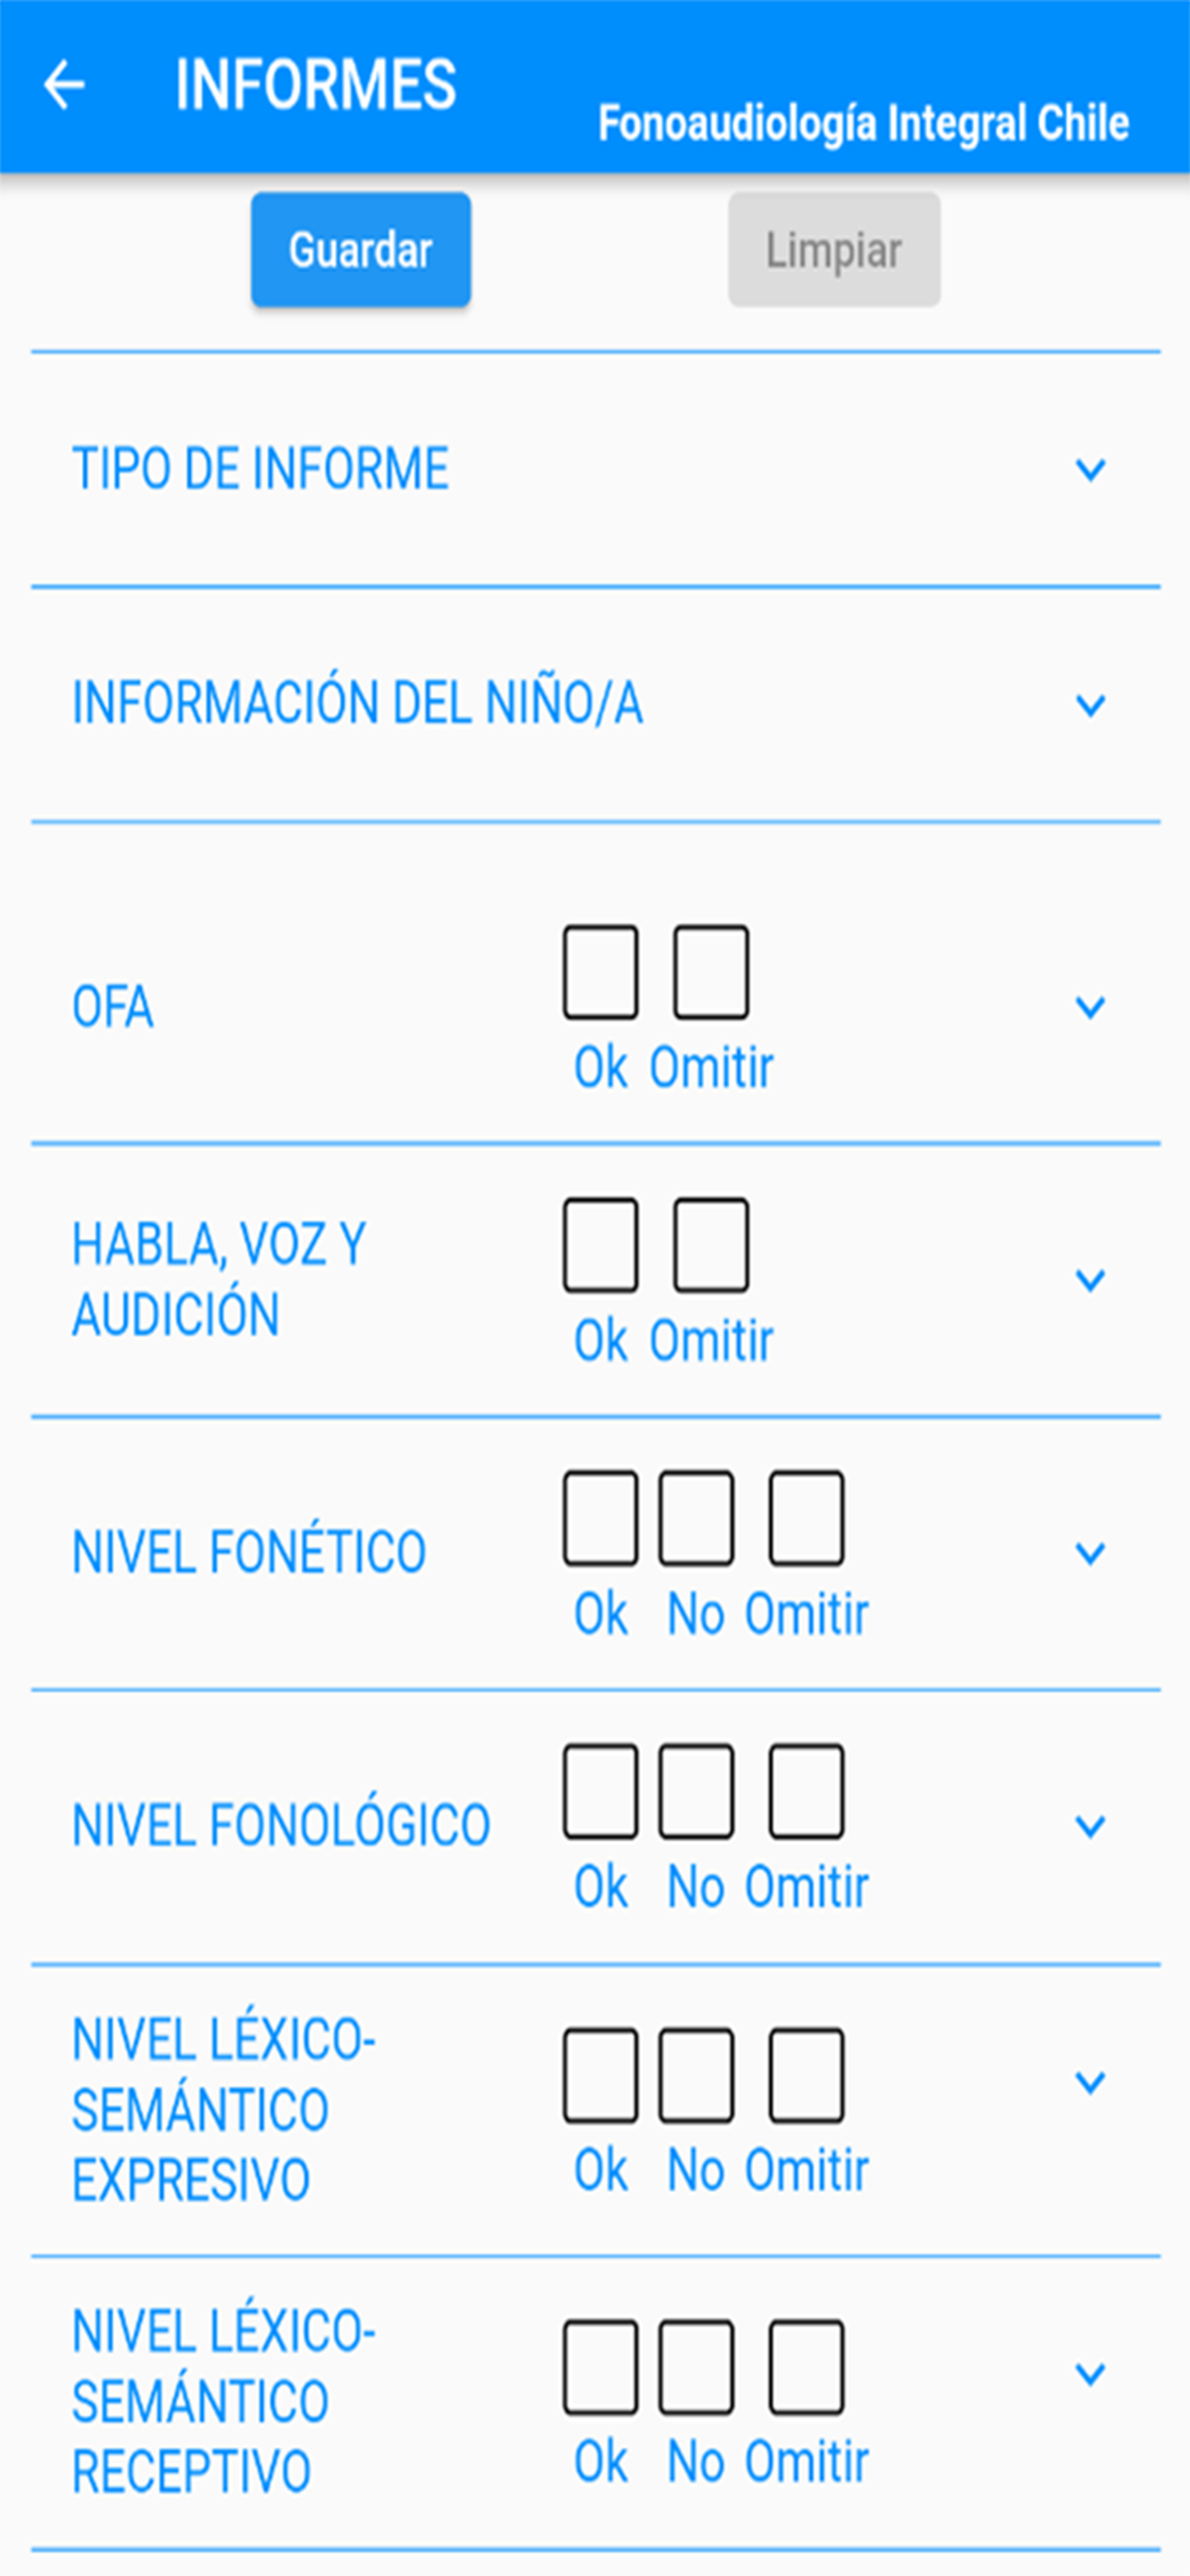 INFORMES
Fonoaudiología Integral Chile
Guardar
Limpiar
TIPO DE INFORME
INFORMACIÓN DEL NIÑO/A
OFA
Ok Omitir
HABLA, VOZ Y
AUDICIÓN
Ok Omitir
NIVEL FONÉTICO
Ok No Omitir
NIVEL FONOLÓGICO
Ok No Omitir
NIVEL LÉXICO-
SEMÁNTICO
EXPRESIVO
Ok No Omitir
NIVEL LÉXICO-
SEMÁNTICO
RECEPTIVO
Ok No Omitir